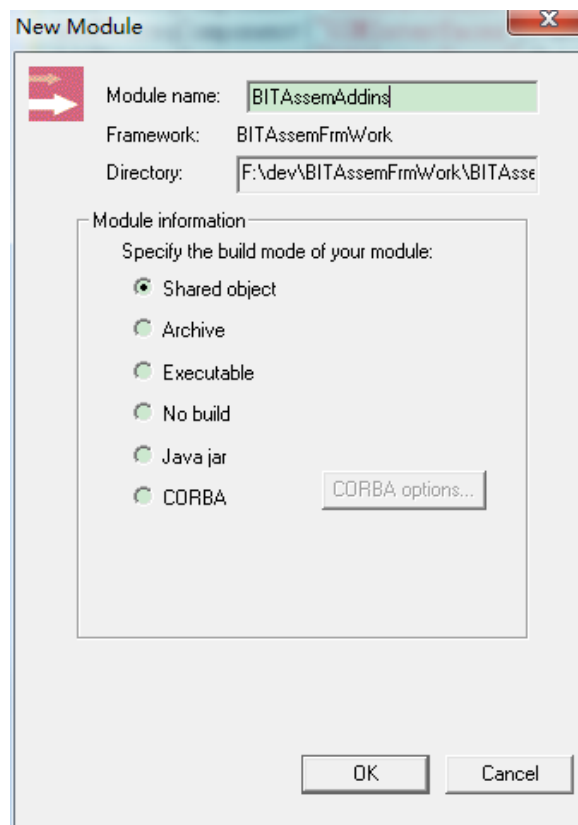 New Module
Module name: BITAssemAddins
Framework: BITAssemFrmWork
Directory: F:\dev\BITAssemFrmWork\BITAsse
Module information
Specify the build mode of your module:
Shared object
Archive
Executable
No build
Java jar
CORBA CORBA options...
OK Cancel